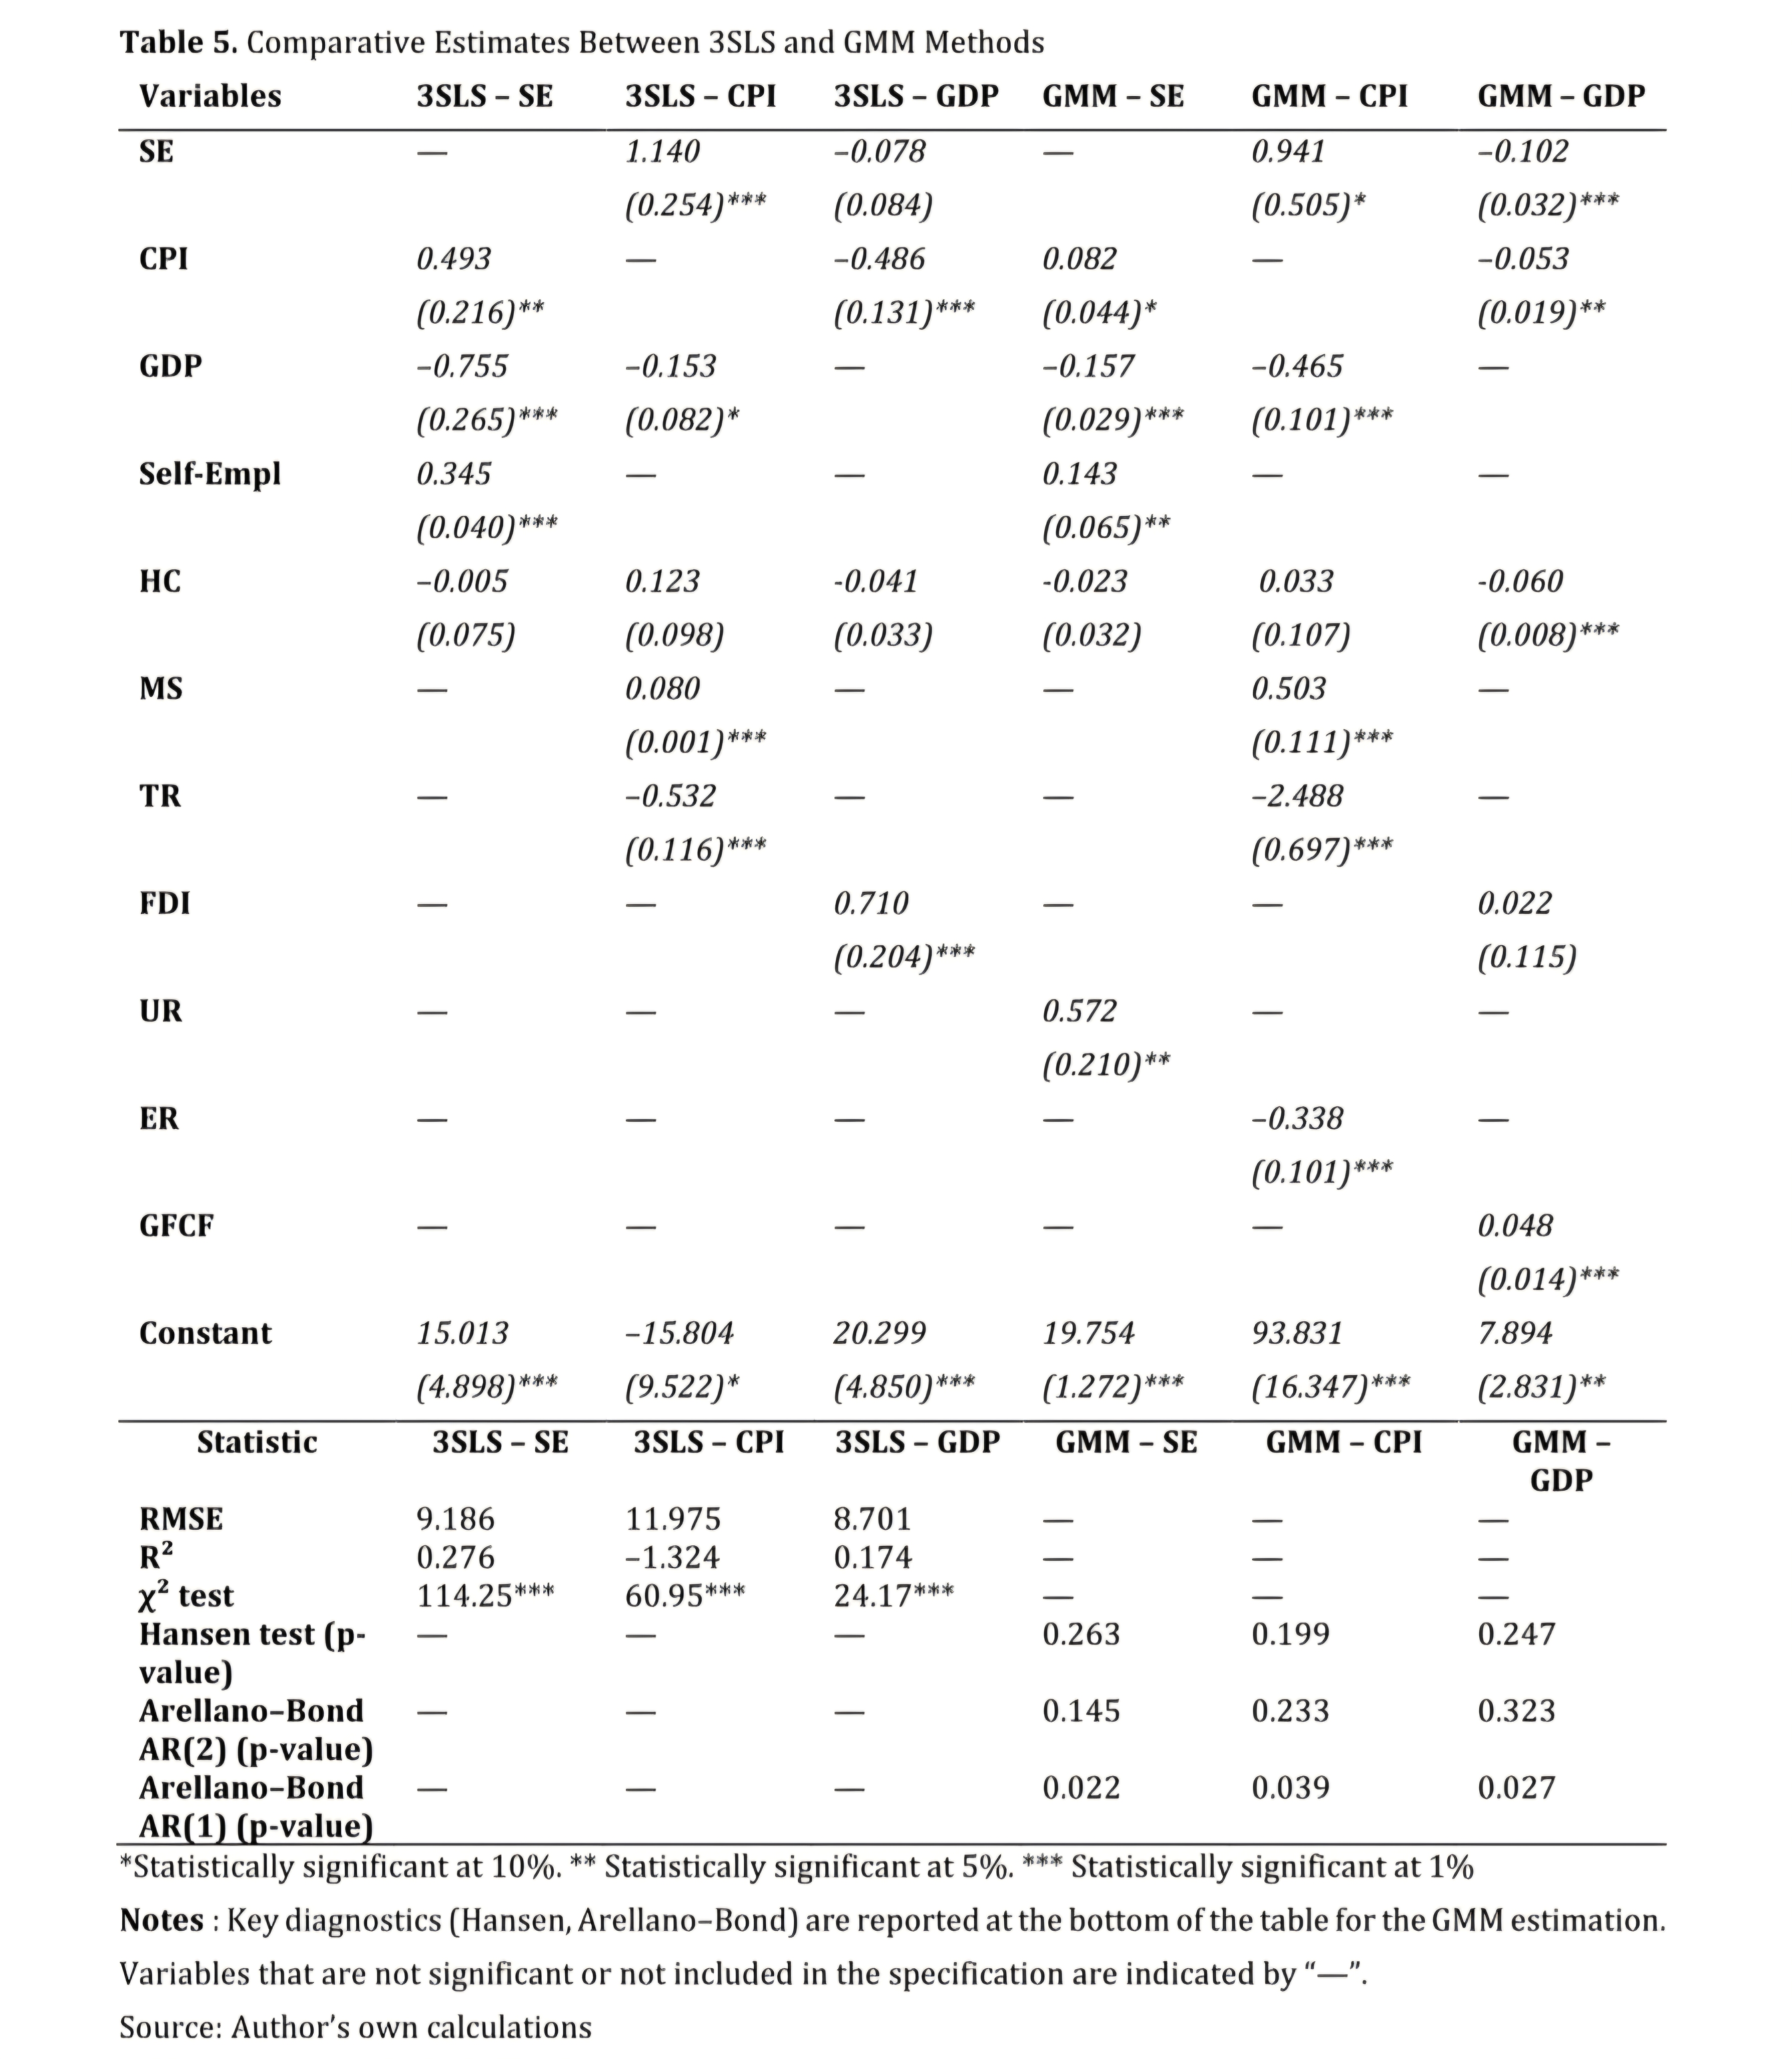 Table 5. Comparative Estimates Between 3SLS and GMM Methods
Variables 3SLS – SE 3SLS – CPI 3SLS – GDP GMM – SE GMM – CPI GMM – GDP
SE — 1.140 –0.078 — 0.941 –0.102
(0.254)*** (0.084) (0.505)* (0.032)***
CPI 0.493 — –0.486 0.082 — –0.053
(0.216)** (0.131)*** (0.044)* (0.019)**
GDP –0.755 –0.153 — –0.157 –0.465 —
(0.265)*** (0.082)* (0.029)*** (0.101)***
Self-Empl 0.345 — — 0.143 — —
(0.040)*** (0.065)**
HC –0.005 0.123 -0.041 -0.023 0.033 -0.060
(0.075) (0.098) (0.033) (0.032) (0.107) (0.008)***
MS — 0.080 — — 0.503 —
(0.001)*** (0.111)***
TR — –0.532 — — –2.488 —
(0.116)*** (0.697)***
FDI — — 0.710 — — 0.022
(0.204)*** (0.115)
UR — — — 0.572 — —
(0.210)**
ER — — — — –0.338 —
(0.101)***
GFCF — — — — — 0.048
(0.014)***
Constant 15.013 –15.804 20.299 19.754 93.831 7.894
(4.898)*** (9.522)* (4.850)*** (1.272)*** (16.347)*** (2.831)**
Statistic 3SLS – SE 3SLS – CPI 3SLS – GDP GMM – SE GMM – CPI GMM –
GDP
RMSE 9.186 11.975 8.701 — — —
R² 0.276 –1.324 0.174 — — —
χ² test 114.25*** 60.95*** 24.17*** — — —
Hansen test (p- — — — 0.263 0.199 0.247
value)
Arellano–Bond — — — 0.145 0.233 0.323
AR(2) (p-value)
Arellano–Bond — — — 0.022 0.039 0.027
AR(1) (p-value)
*Statistically significant at 10%. ** Statistically significant at 5%. *** Statistically significant at 1%
Notes : Key diagnostics (Hansen, Arellano–Bond) are reported at the bottom of the table for the GMM estimation.
Variables that are not significant or not included in the specification are indicated by “—”.
Source: Author’s own calculations